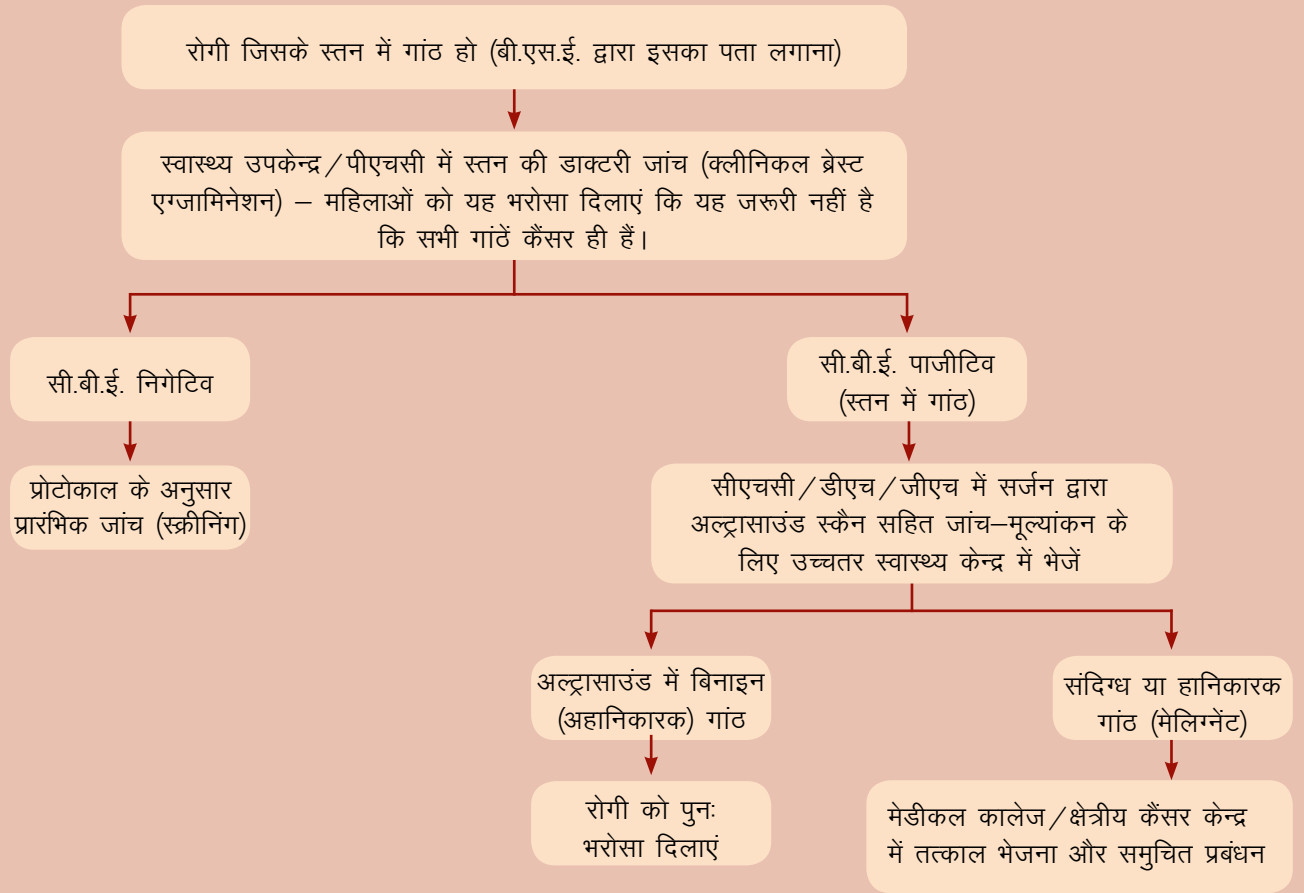 रोगी जिसके स्तन में गांठ हो (बी.एस.ई. द्वारा इसका पता लगाना)
स्वास्थ्य उपकेन्द्र/पीएचसी में स्तन की डाक्टरी जांच (क्लीनिकल ब्रेस्ट
एग्जामिनेशन) – महिलाओं को यह भरोसा दिलाएं कि यह जरूरी नहीं है
कि सभी गांठें कैंसर ही हैं।
सी.बी.ई. निगेटिव
प्रोटोकाल के अनुसार
प्रारंभिक जांच (स्क्रीनिंग)
सी.बी.ई. पाजीटिव
(स्तन में गांठ)
सीएचसी/डीएच/जीएच में सर्जन द्वारा
अल्ट्रासाउंड स्कैन सहित जांच–मूल्यांकन के
लिए उच्चतर स्वास्थ्य केन्द्र में भेजें
अल्ट्रासाउंड में बिनाइन
(अहानिकारक) गांठ
रोगी को पुनः
भरोसा दिलाएं
संदिग्ध या हानिकारक
गांठ (मेलिग्नेंट)
मेडीकल कालेज/क्षेत्रीय कैंसर केन्द्र
में तत्काल भेजना और समुचित प्रबंधन